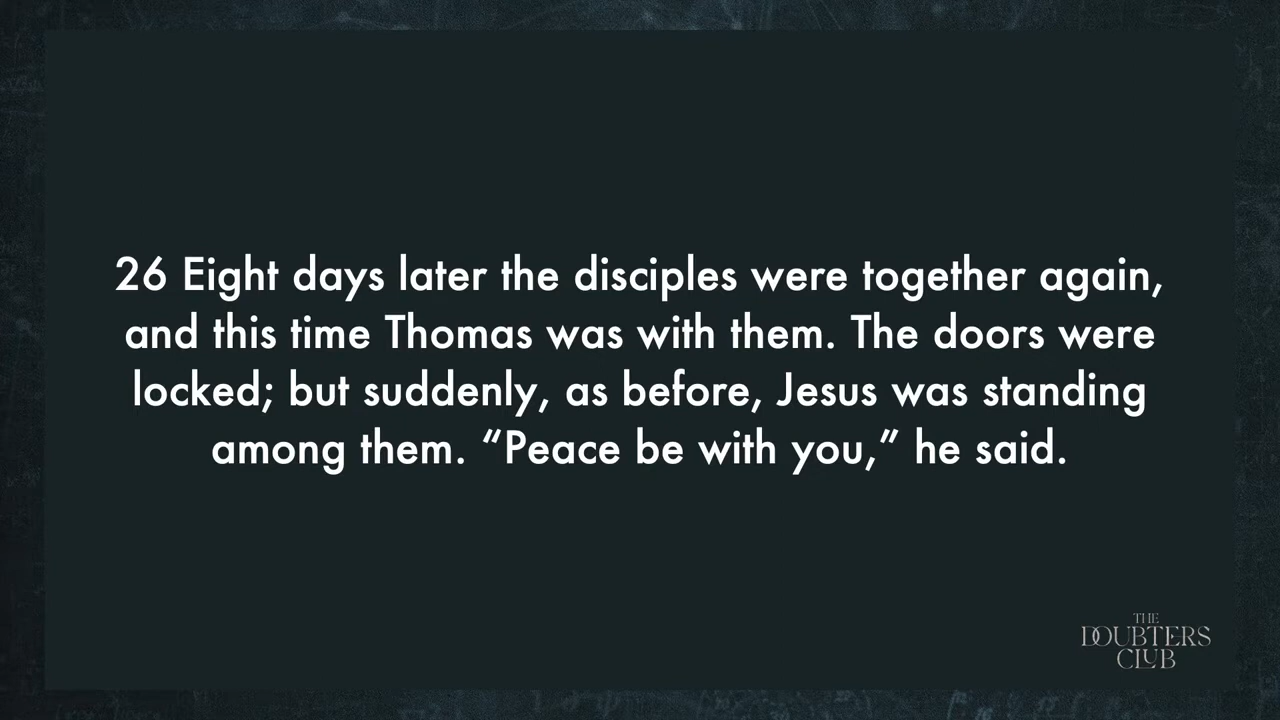 26 Eight days later the disciples were together again,
and this time Thomas was with them. The doors were
locked; but suddenly, as before, Jesus was standing
among them. “Peace be with you,” he said.
THE
DOUBTERS
CLUB